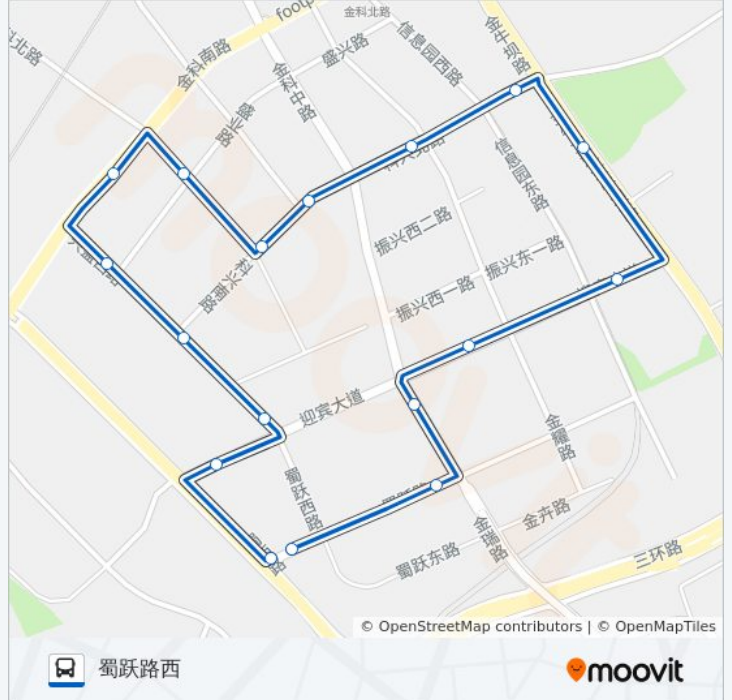 金科北路
foot
金牛坝路
信息园西路
盛兴路
金科南路
金科中路
盛业路
信息园东路
振兴西二路
振兴东一路
振兴西一路
迎宾大道
蜀跃西路
金耀路
金卉路
金瑞路
蜀跃东路
三环路
© OpenStreetMap contributors | © OpenMapTiles
蜀跃路西
moovit